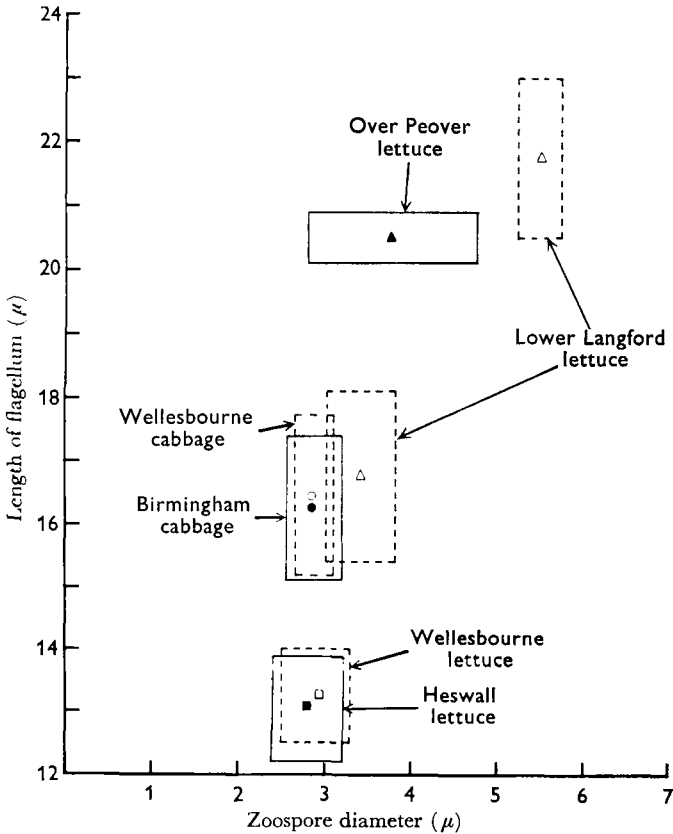 24
22
20
18
16
14
12
Length of flagellum (μ)
Over Peover
lettuce
Lower Langford
lettuce
Wellesbourne
cabbage
Birmingham
cabbage
Wellesbourne
lettuce
Heswall
lettuce
1 2 3 4 5 6 7
Zoospore diameter (μ)